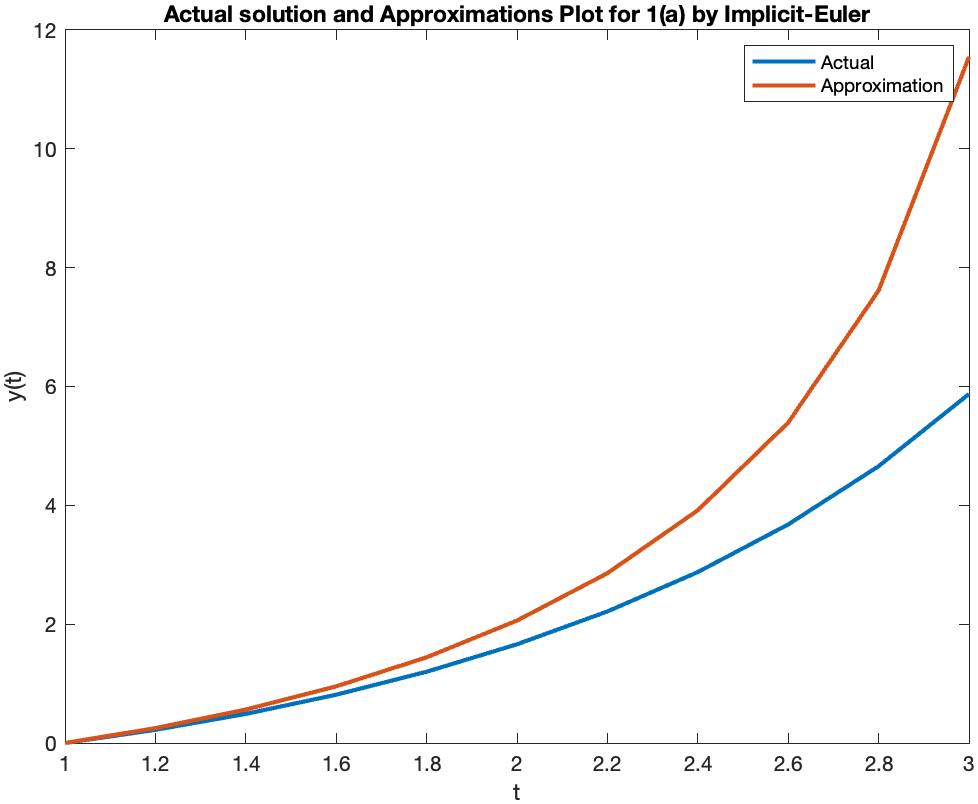 Actual solution and Approximations Plot for 1(a) by Implicit-Euler
Actual
Approximation
12
10
8
6
4
2
0
y(t)
1 1.2 1.4 1.6 1.8 2 2.2 2.4 2.6 2.8 3
t